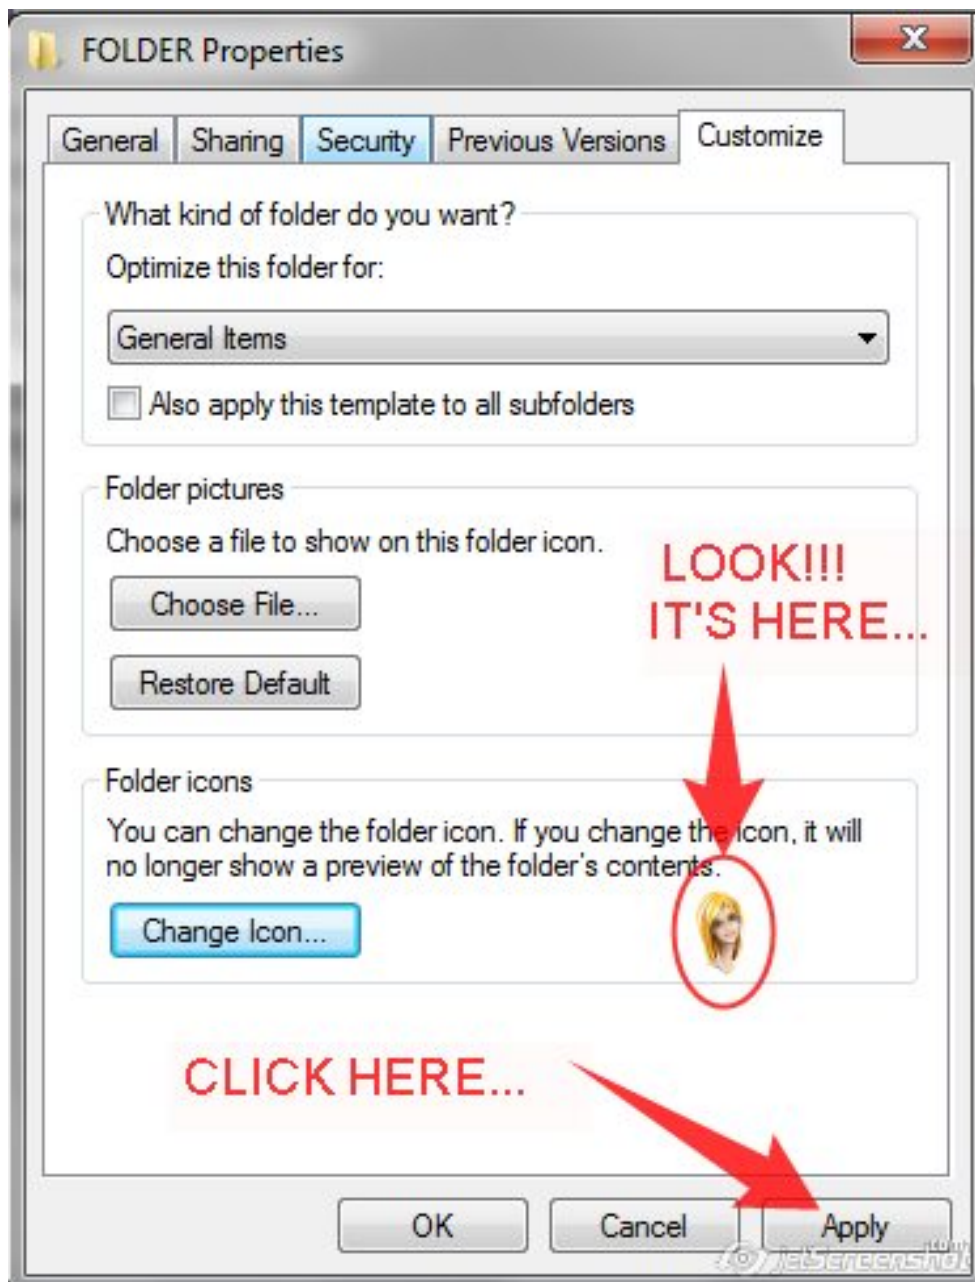 FOLDER Properties
General Sharing Security Previous Versions Customize
What kind of folder do you want?
Optimize this folder for:
General Items
Also apply this template to all subfolders
Folder pictures
Choose a file to show on this folder icon.
Choose File...
LOOK!!!
IT'S HERE...
Restore Default
Folder icons
You can change the folder icon. If you change the icon, it will
no longer show a preview of the folder's contents.
Change Icon...
CLICK HERE...
OK Cancel Apply
jetScreenshot.com